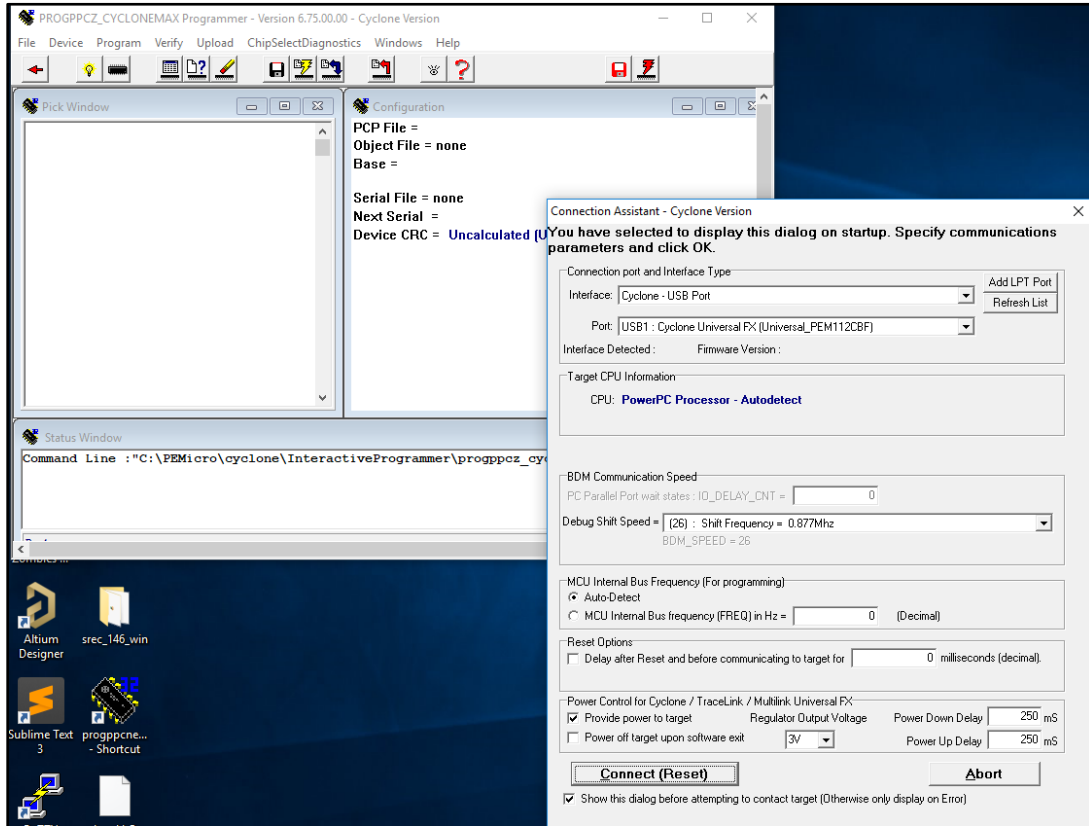 PROGPPCZ_CYCLONEMAX Programmer - Version 6.75.00.00 - Cyclone Version
File Device Program Verify Upload ChipSelectDiagnostics Windows Help
Pick Window
Configuration
PCP File =
Object File = none
Base =
Serial File = none
Next Serial =
Device CRC = Uncalculated (U
Status Window
Command Line :"C:\PEMicro\cyclone\InteractiveProgrammer\progppcz_cy
Connection Assistant - Cyclone Version
You have selected to display this dialog on startup. Specify communications
parameters and click OK.
Connection port and Interface Type
Interface: Cyclone - USB Port
Add LPT Port
Refresh List
Port: USB1 : Cyclone Universal FX (Universal_PEM112CBF)
Interface Detected : Firmware Version :
Target CPU Information
CPU: PowerPC Processor - Autodetect
BDM Communication Speed
PC Parallel Port wait states : IO_DELAY_CNT = 0
Debug Shift Speed = (26) : Shift Frequency = 0.877Mhz
BDM_SPEED = 26
MCU Internal Bus Frequency (For programming)
Auto-Detect
MCU Internal Bus frequency (FREQ) in Hz = 0 (Decimal)
Reset Options
Delay after Reset and before communicating to target for 0 milliseconds (decimal).
Power Control for Cyclone / TraceLink / Multilink Universal FX
Provide power to target Regulator Output Voltage Power Down Delay 250 mS
Power off target upon software exit 3V Power Up Delay 250 mS
Connect (Reset) Abort
Show this dialog before attempting to contact target (Otherwise only display on Error)
Altium
Designer
srec_146_win
Sublime Text
3
32
progppcne...
- Shortcut